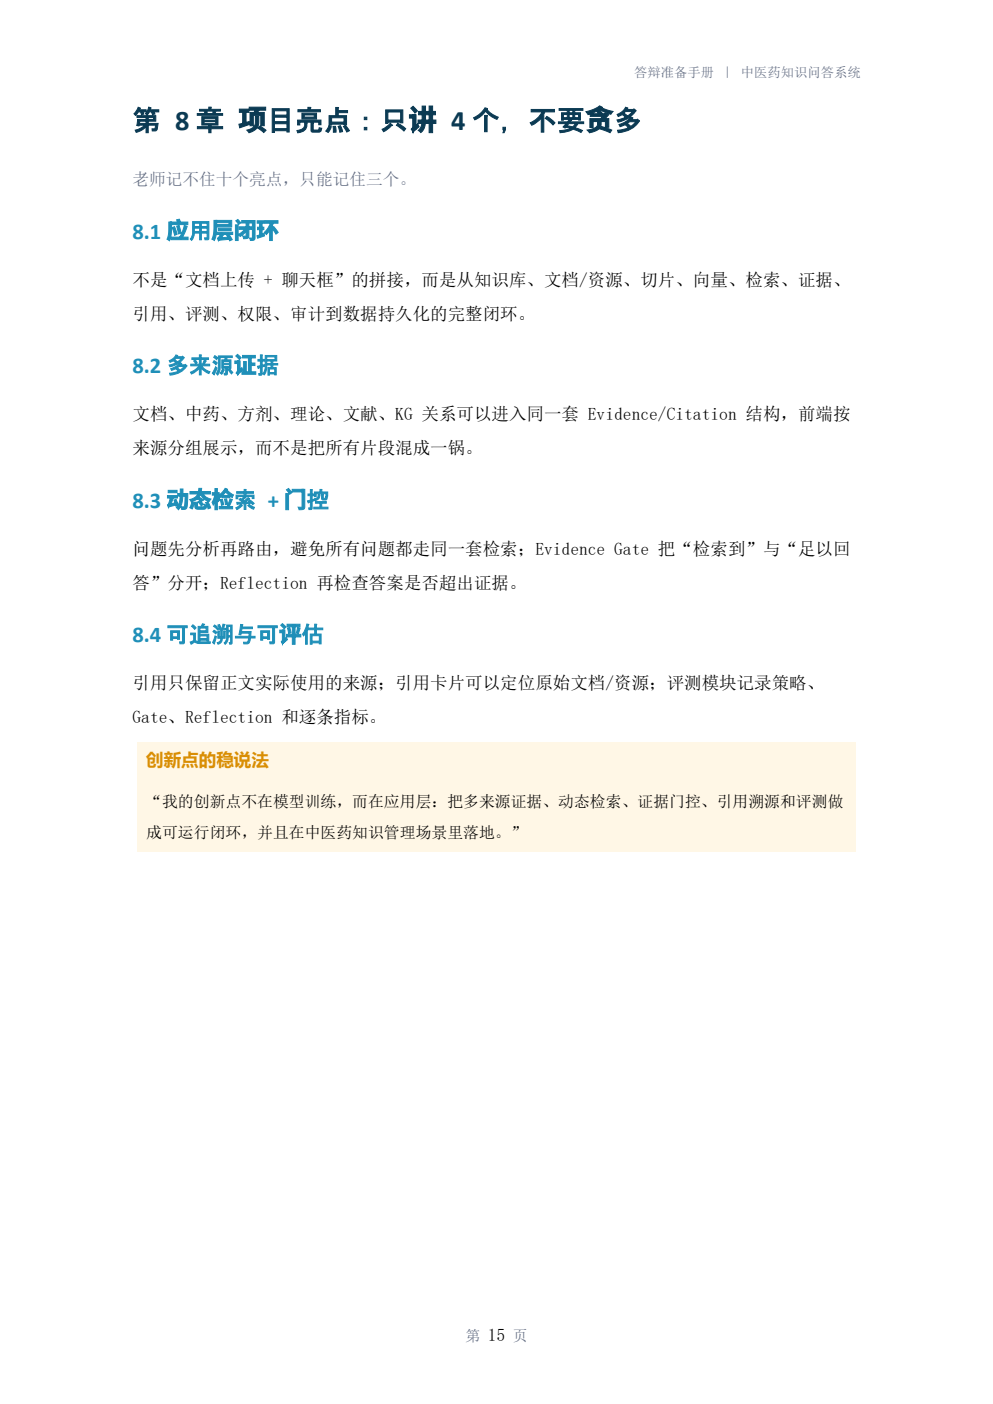 答辩准备手册 | 中医药知识问答系统
第 8 章 项目亮点：只讲 4 个，不要贪多
老师记不住十个亮点，只能记住三个。
8.1 应用层闭环
不是“文档上传 + 聊天框”的拼接，而是从知识库、文档/资源、切片、向量、检索、证据、
引用、评测、权限、审计到数据持久化的完整闭环。
8.2 多来源证据
文档、中药、方剂、理论、文献、KG 关系可以进入同一套 Evidence/Citation 结构，前端按
来源分组展示，而不是把所有片段混成一锅。
8.3 动态检索 + 门控
问题先分析再路由，避免所有问题都走同一套检索；Evidence Gate 把“检索到”与“足以回
答”分开；Reflection 再检查答案是否超出证据。
8.4 可追溯与可评估
引用只保留正文实际使用的来源；引用卡片可以定位原始文档/资源；评测模块记录策略、
Gate、Reflection 和逐条指标。
创新点的稳说法
“我的创新点不在模型训练，而在应用层：把多来源证据、动态检索、证据门控、引用溯源和评测做
成可运行闭环，并且在中医药知识管理场景里落地。”
第 15 页